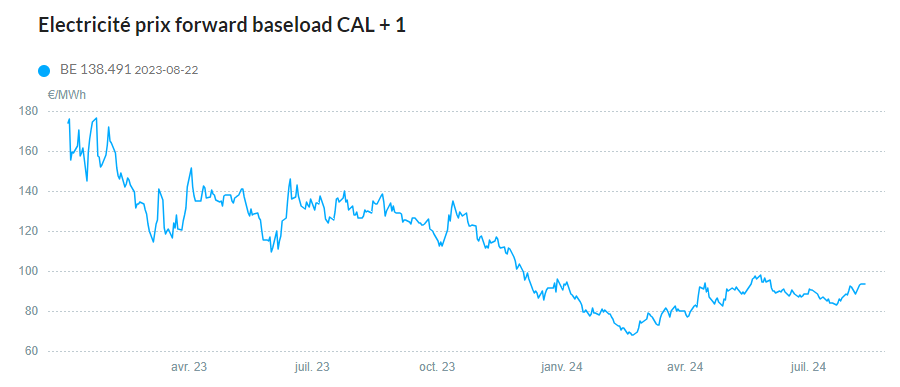 Electricité prix forward baseload CAL + 1
BE 138.491 2023-08-22
€/MWh
180
160
140
120
100
80
60
avr. 23 juil. 23 oct. 23 janv. 24 avr. 24 juil. 24